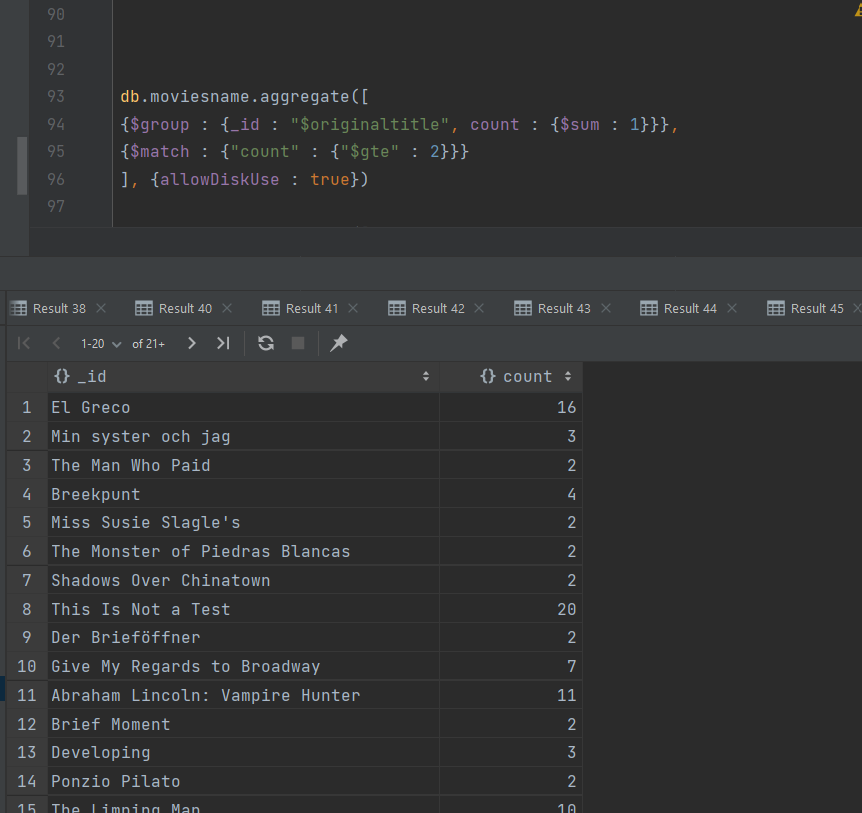 90
91
92
93 db.moviesname.aggregate([
94 {$group : {_id : "$originaltitle", count : {$sum : 1}}},
95 {$match : {"count" : {"$gte" : 2}}}
96 ], {allowDiskUse : true})
97
Result 38 Result 40 Result 41 Result 42 Result 43 Result 44 Result 45
1-20 of 21+
{} _id {} count
1 El Greco 16
2 Min syster och jag 3
3 The Man Who Paid 2
4 Breekpunt 4
5 Miss Susie Slagle's 2
6 The Monster of Piedras Blancas 2
7 Shadows Over Chinatown 2
8 This Is Not a Test 20
9 Der Brieföffner 2
10 Give My Regards to Broadway 7
11 Abraham Lincoln: Vampire Hunter 11
12 Brief Moment 2
13 Developing 3
14 Ponzio Pilato 2
15 The Limping Man 10